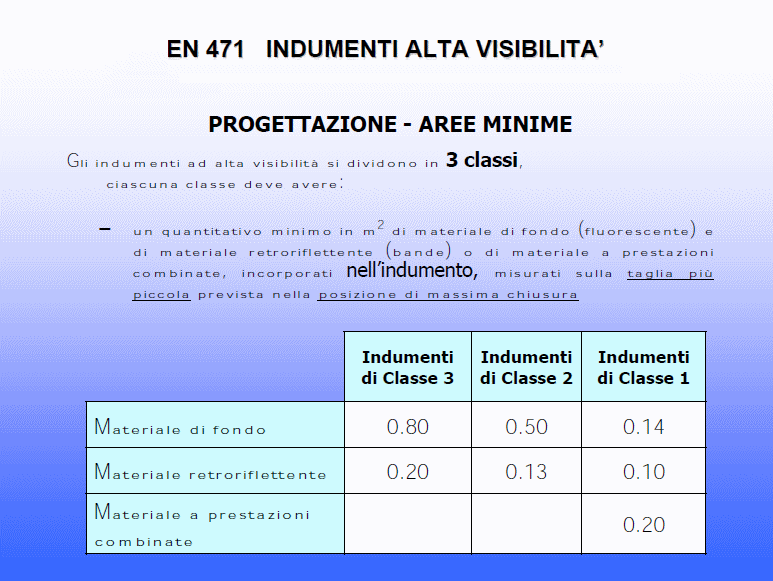 EN 471 INDUMENTI ALTA VISIBILITA’
PROGETTAZIONE - AREE MINIME
Gli indumenti ad alta visibilità si dividono in 3 classi,
ciascuna classe deve avere:
– un quantitativo minimo in m² di materiale di fondo (fluorescente) e
di materiale retroriflettente (bande) o di materiale a prestazioni
combinate, incorporati nell’indumento, misurati sulla taglia più
piccola prevista nella posizione di massima chiusura
Indumenti di Classe 3 Indumenti di Classe 2 Indumenti di Classe 1
Materiale di fondo 0.80 0.50 0.14
Materiale retroriflettente 0.20 0.13 0.10
Materiale a prestazioni combinate 0.20